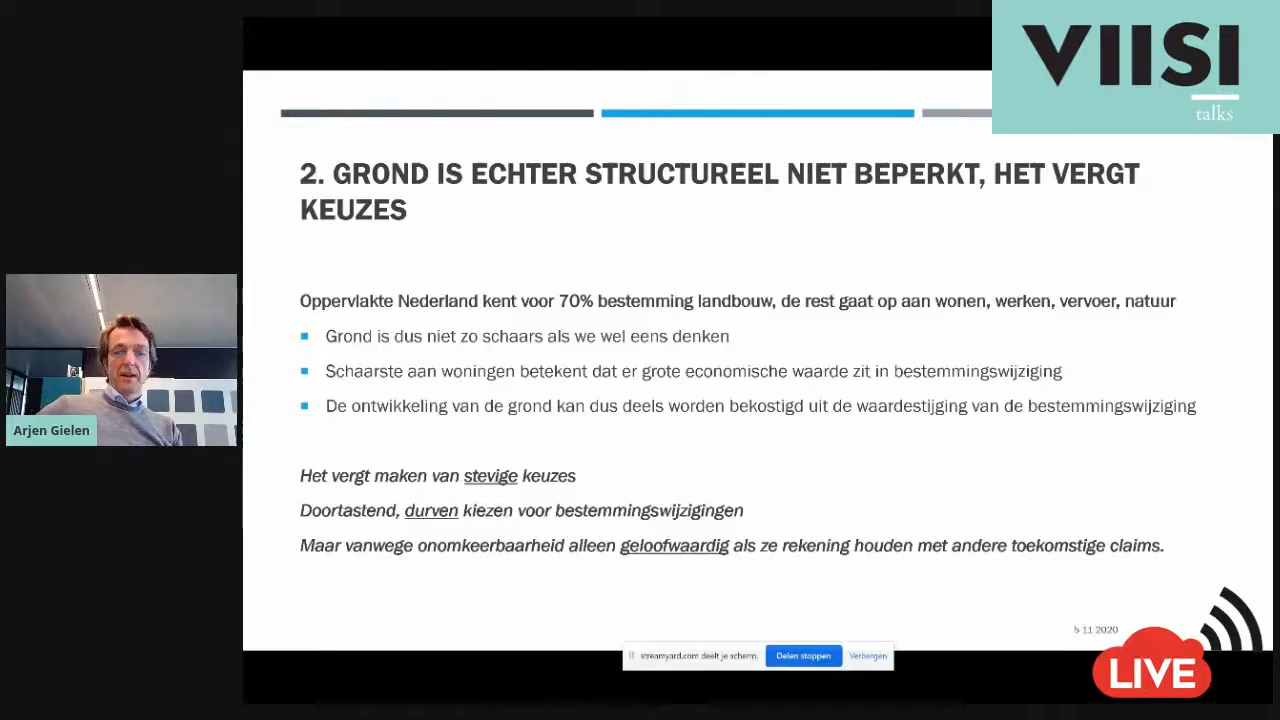 VIISI
talks
2. GROND IS ECHTER STRUCTUREEL NIET BEPERKT, HET VERGT
KEUZES
Oppervlakte Nederland kent voor 70% bestemming landbouw, de rest gaat op aan wonen, werken, vervoer, natuur
Grond is dus niet zo schaars als we wel eens denken
Schaarste aan woningen betekent dat er grote economische waarde zit in bestemmingswijziging
De ontwikkeling van de grond kan dus deels worden bekostigd uit de waardestijging van de bestemmingswijziging
Arjen Gielen
Het vergt maken van stevige keuzes
Doortastend, durven kiezen voor bestemmingswijzigingen
Maar vanwege onomkeerbaarheid alleen geloofwaardig als ze rekening houden met andere toekomstige claims.
5-11-2020
streamyard.com deelt je scherm. Delen stoppen Verbergen
LIVE